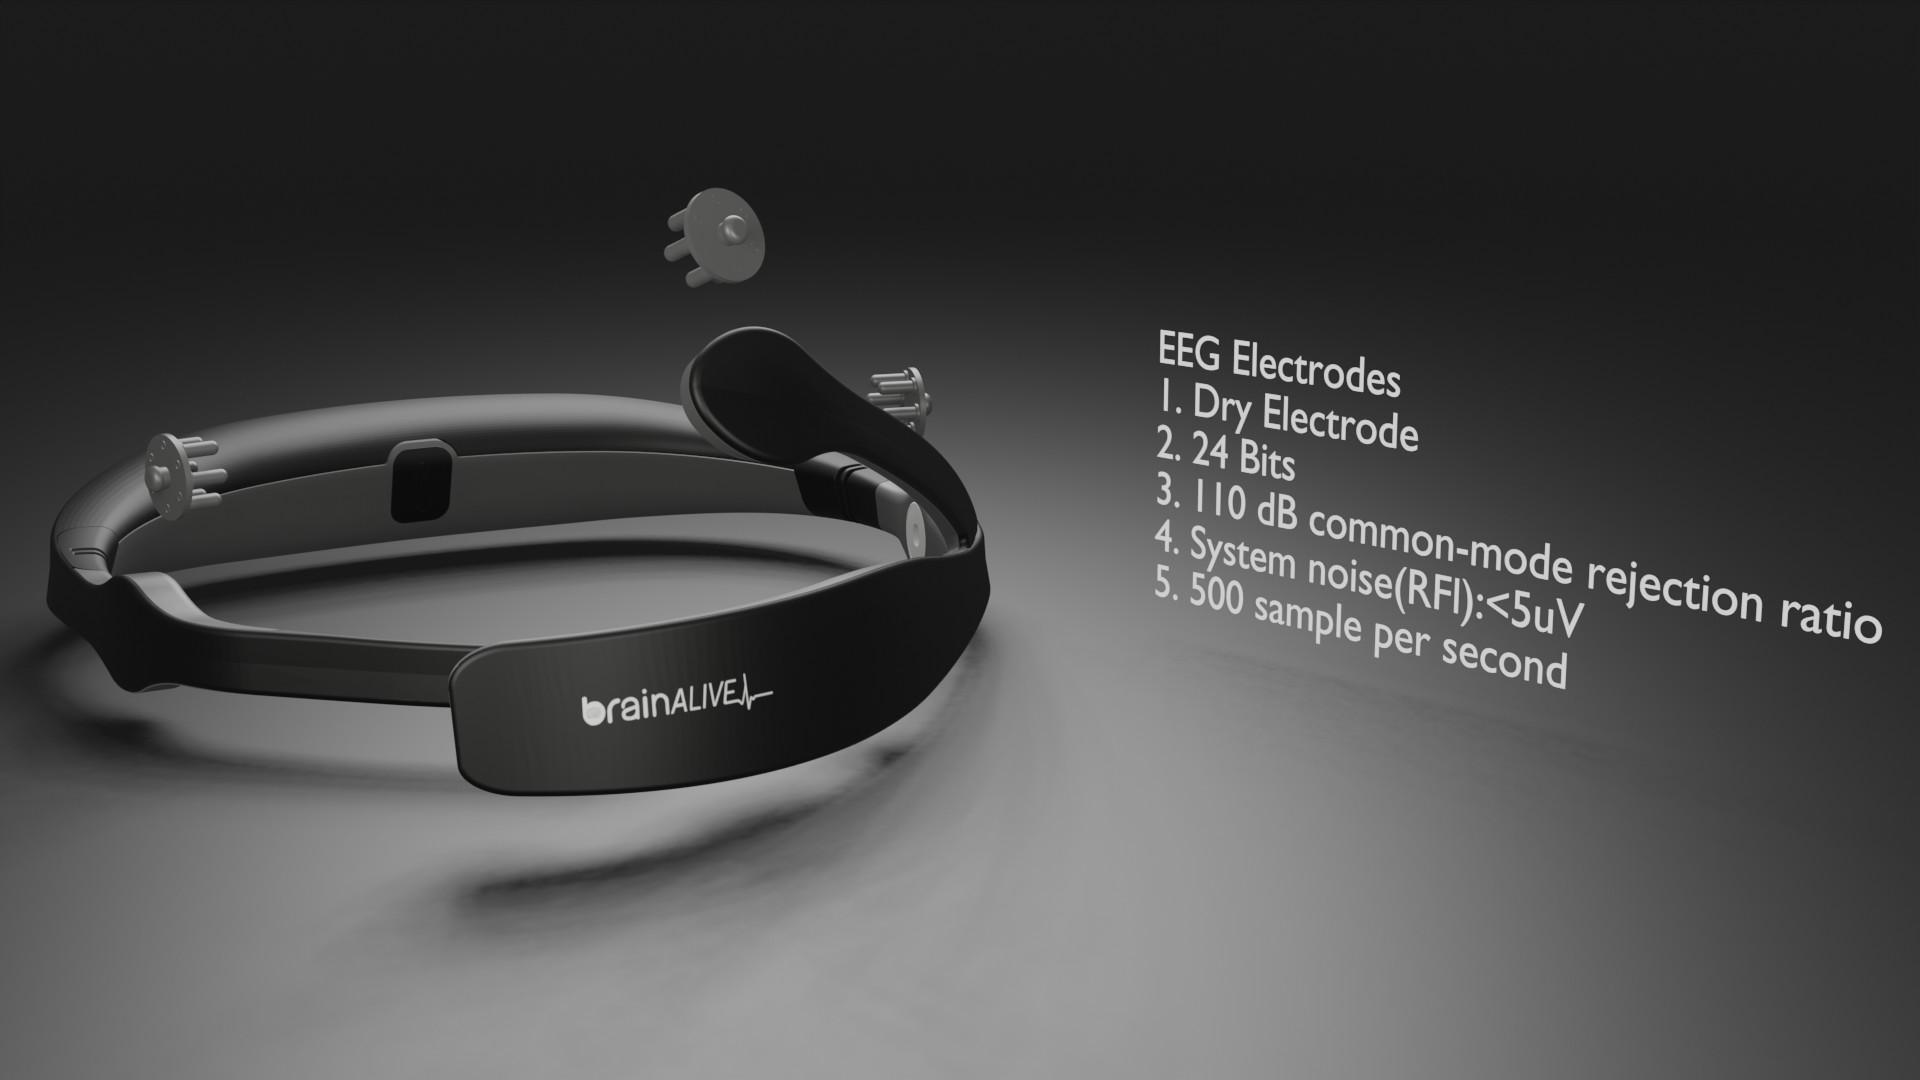 EEG Electrodes
1. Dry Electrode
2. 24 Bits
3. 110 dB common-mode rejection ratio
4. System noise(RFI):<5uV
5. 500 sample per second
brainALIVE